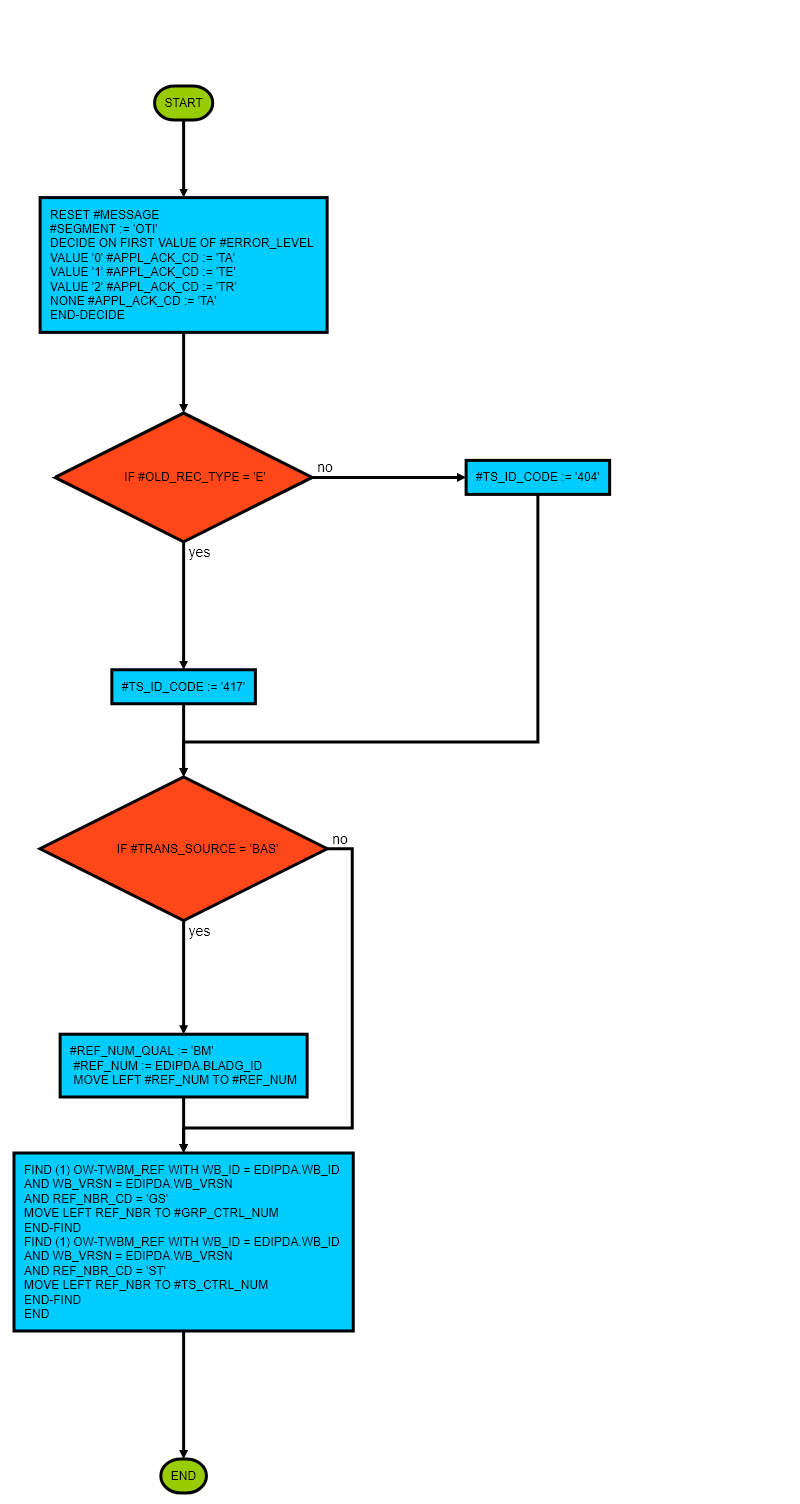 START
RESET #MESSAGE
#SEGMENT := 'OTI'
DECIDE ON FIRST VALUE OF #ERROR_LEVEL
VALUE '0' #APPL_ACK_CD := 'TA'
VALUE '1' #APPL_ACK_CD := 'TE'
VALUE '2' #APPL_ACK_CD := 'TR'
NONE #APPL_ACK_CD := 'TA'
END-DECIDE
IF #OLD_REC_TYPE = 'E'
no
#TS_ID_CODE := '404'
yes
#TS_ID_CODE := '417'
IF #TRANS_SOURCE = 'BAS'
no
yes
#REF_NUM_QUAL := 'BM'
#REF_NUM := EDIPDA.BLADG_ID
MOVE LEFT #REF_NUM TO #REF_NUM
FIND (1) OW-TWBM_REF WITH WB_ID = EDIPDA.WB_ID
AND WB_VRSN = EDIPDA.WB_VRSN
AND REF_NBR_CD = 'GS'
MOVE LEFT REF_NBR TO #GRP_CTRL_NUM
END-FIND
FIND (1) OW-TWBM_REF WITH WB_ID = EDIPDA.WB_ID
AND WB_VRSN = EDIPDA.WB_VRSN
AND REF_NBR_CD = 'ST'
MOVE LEFT REF_NBR TO #TS_CTRL_NUM
END-FIND
END
END